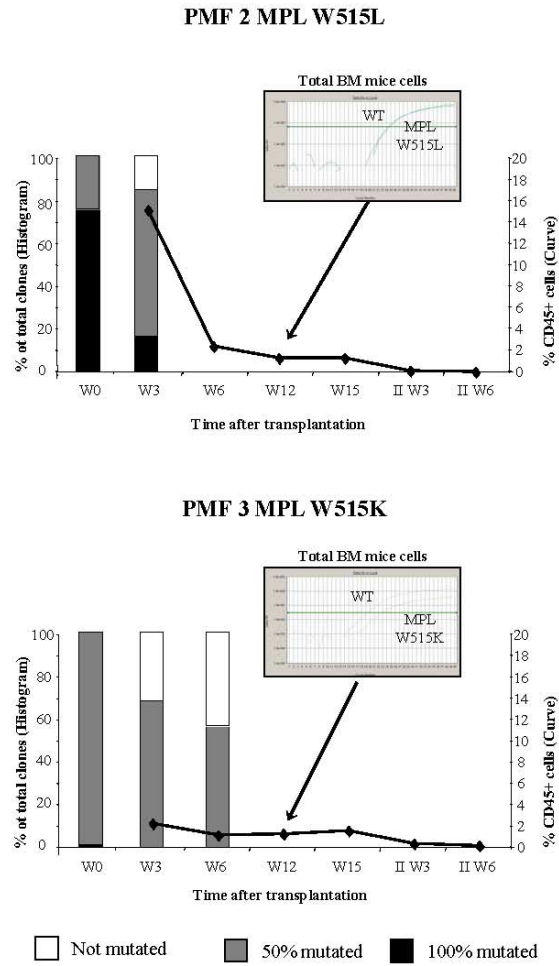 PMF 2 MPL W515L
Total BM mice cells
WT
MPL
W515L
% ot total clones (Histogram)
100
80
60
40
20
0
% CD45+ cells (Curve)
20
18
16
14
12
10
8
6
4
2
0
W0 W3 W6 W12 W15 II W3 II W6
Time after transplantation
PMF 3 MPL W515K
Total BM mice cells
WT
MPL
W515K
% ot total clones (Histogram)
100
80
60
40
20
0
% CD45+ cells (Curve)
20
18
16
14
12
10
8
6
4
2
0
W0 W3 W6 W12 W15 II W3 II W6
Time after transplantation
Not mutated 50% mutated 100% mutated